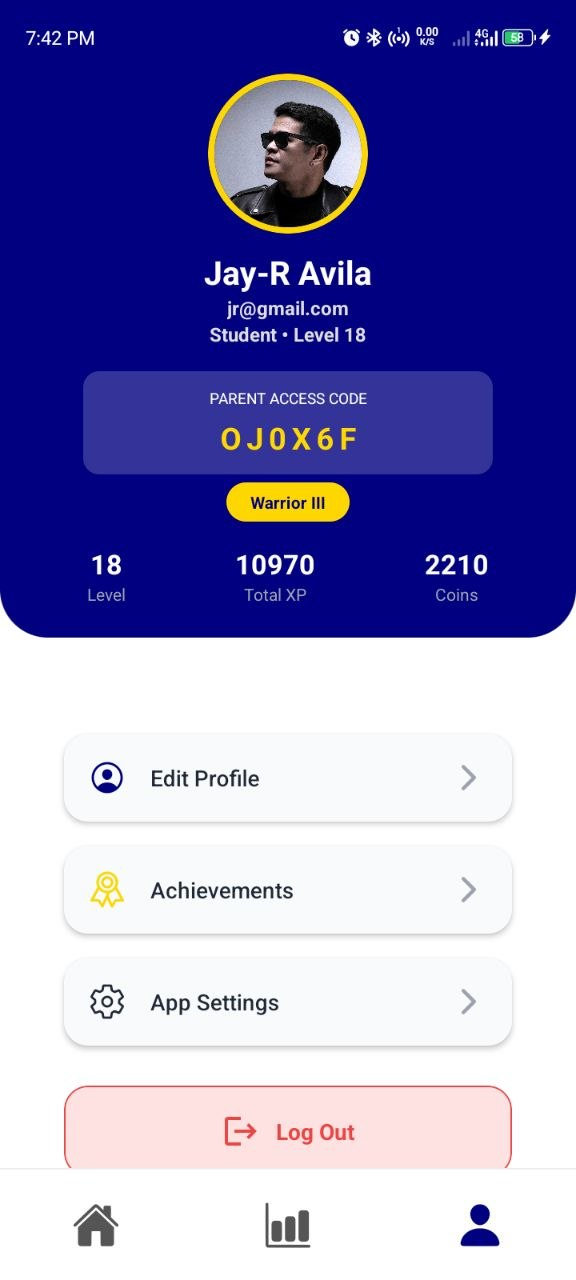 7:42 PM
1
0.00
K/S
4G
58
Jay-R Avila
jr@gmail.com
Student • Level 18
PARENT ACCESS CODE
OJ0X6F
Warrior III
18
10970
2210
Level
Total XP
Coins
Edit Profile
Achievements
App Settings
Log Out